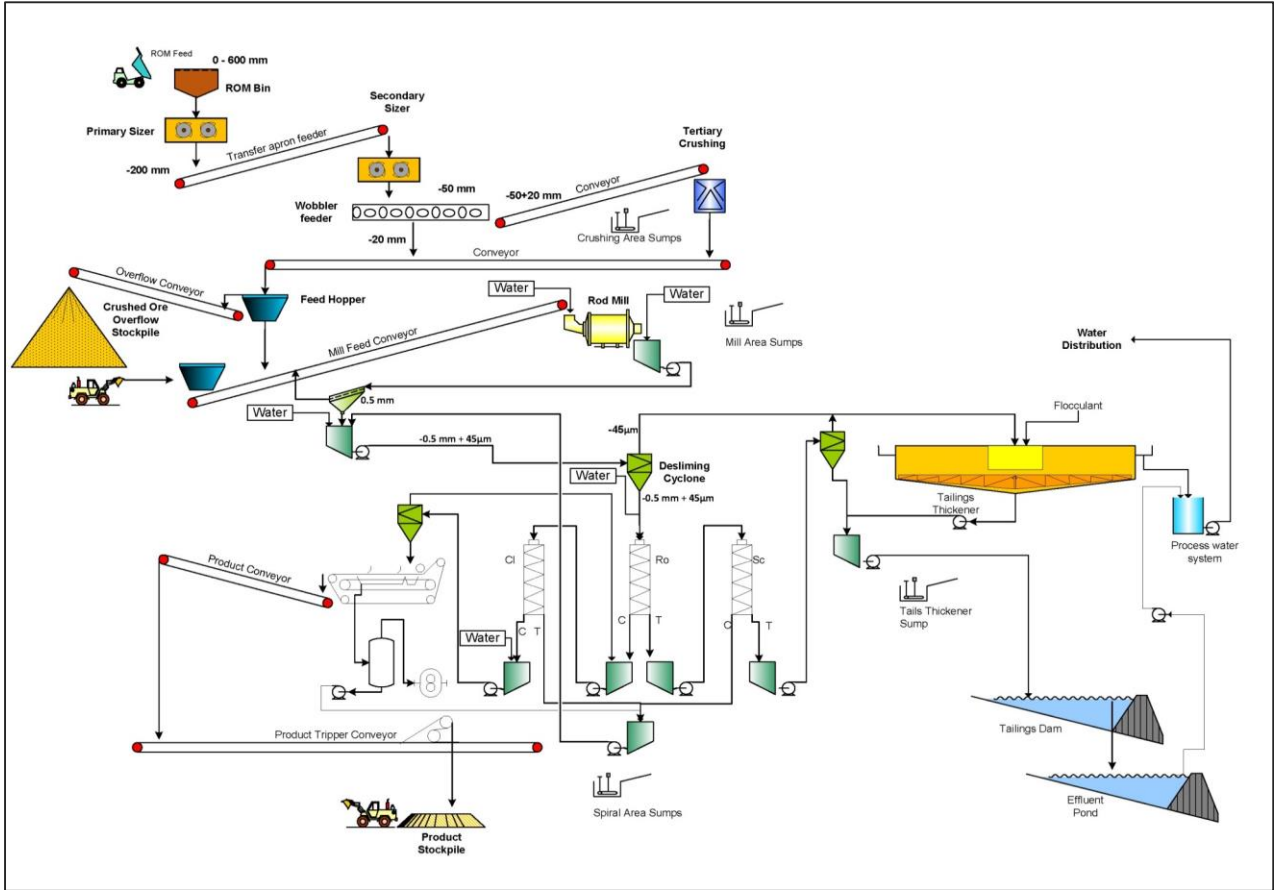 ROM Feed
0 - 600 mm
ROM Bin
Primary Sizer
-200 mm
Transfer apron feeder
Secondary
Sizer
-50 mm
Wobbler
feeder
-20 mm
-50+20 mm
Conveyor
Tertiary
Crushing
Crushing Area Sumps
Conveyor
Overflow Conveyor
Crushed Ore
Overflow
Stockpile
Feed Hopper
Mill Feed Conveyor
Water
Rod Mill
Water
Mill Area Sumps
0.5 mm
Water
-0.5 mm + 45µm
-45µm
Desliming
Cyclone
Water
-0.5 mm + 45µm
Water
Distribution
Flocculant
Tailings
Thickener
Process water
system
Cl
Ro
Sc
C
T
C
T
C
T
Water
Product Conveyor
Tails Thickener
Sump
Tailings Dam
Effluent
Pond
Product Tripper Conveyor
Spiral Area Sumps
Product
Stockpile